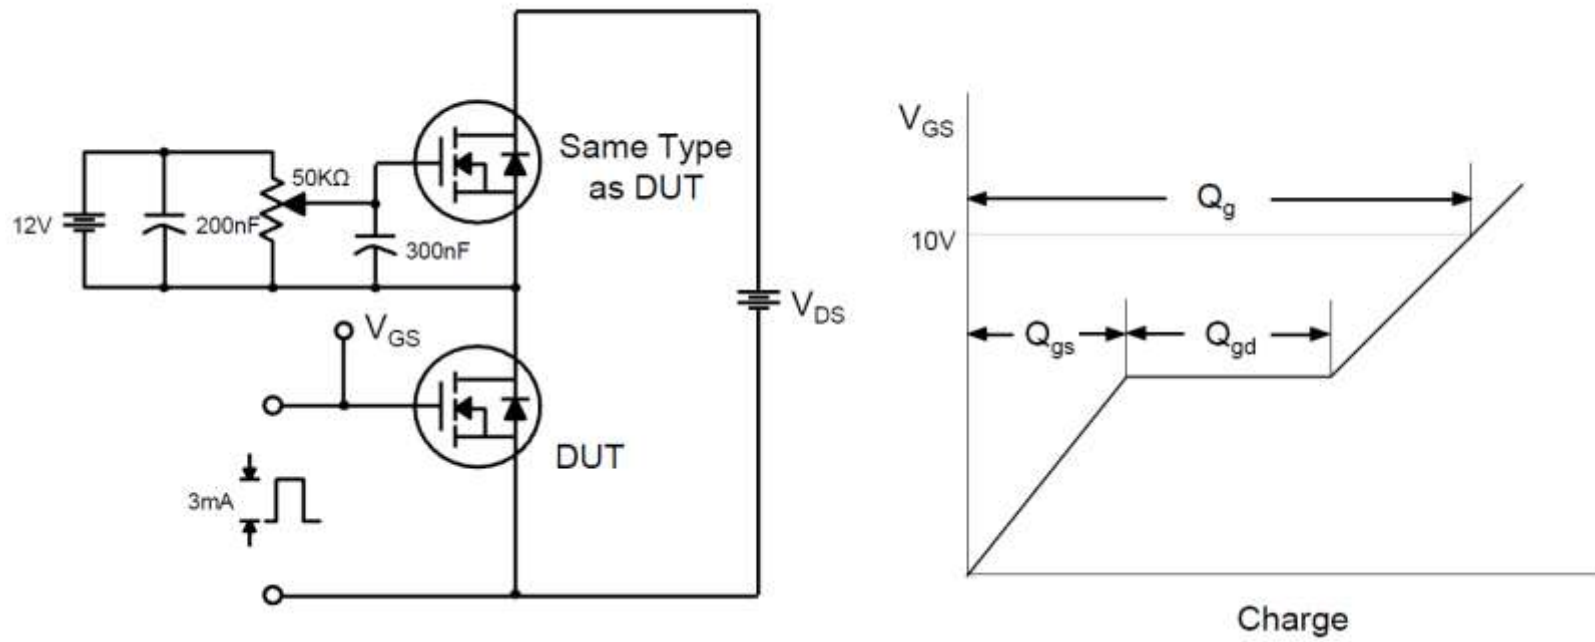 12V
200nF
50KΩ
300nF
Same Type
as DUT
V_GS
DUT
3mA
V_DS
V_GS
10V
Q_g
Q_gs
Q_gd
Charge